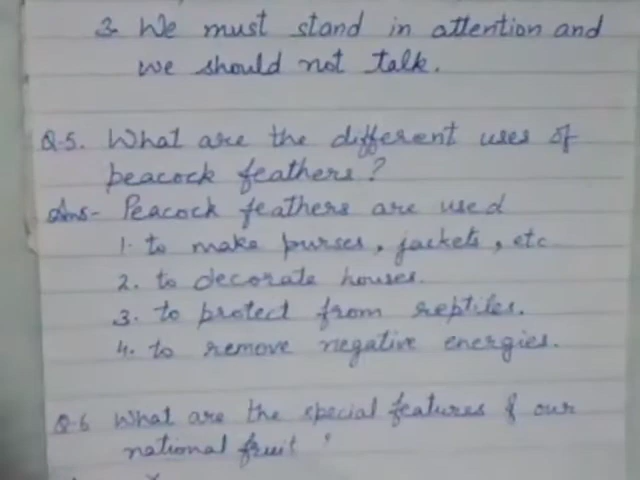 3. We must stand in attention and
we should not talk.
Q.5. What are the different uses of
peacock feathers?
Ans- Peacock feathers are used
1. to make purses, jackets, etc
2. to decorate houses.
3. to protect from reptiles.
4. to remove negative energies.
Q.6 What are the special features of our
national fruit ?